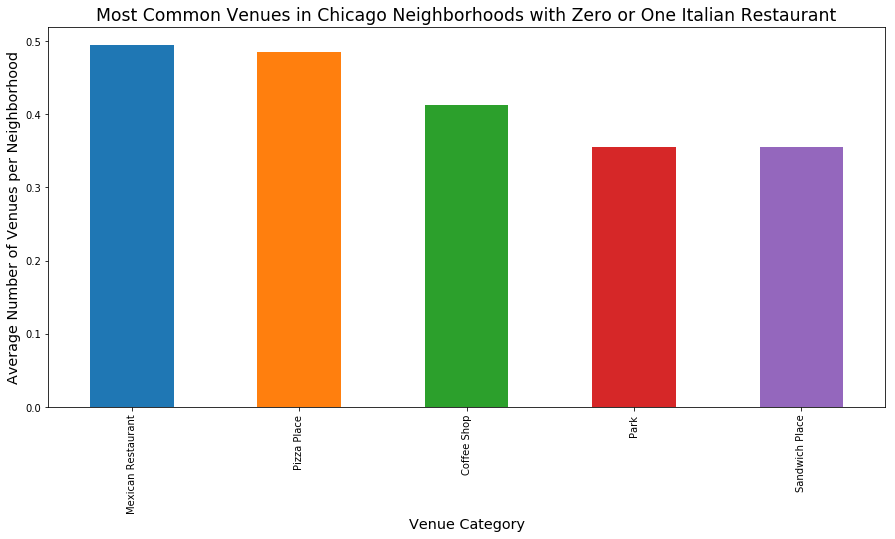 Most Common Venues in Chicago Neighborhoods with Zero or One Italian Restaurant
Average Number of Venues per Neighborhood
0.5
0.4
0.3
0.2
0.1
0.0
Mexican Restaurant
Pizza Place
Coffee Shop
Park
Sandwich Place
Venue Category